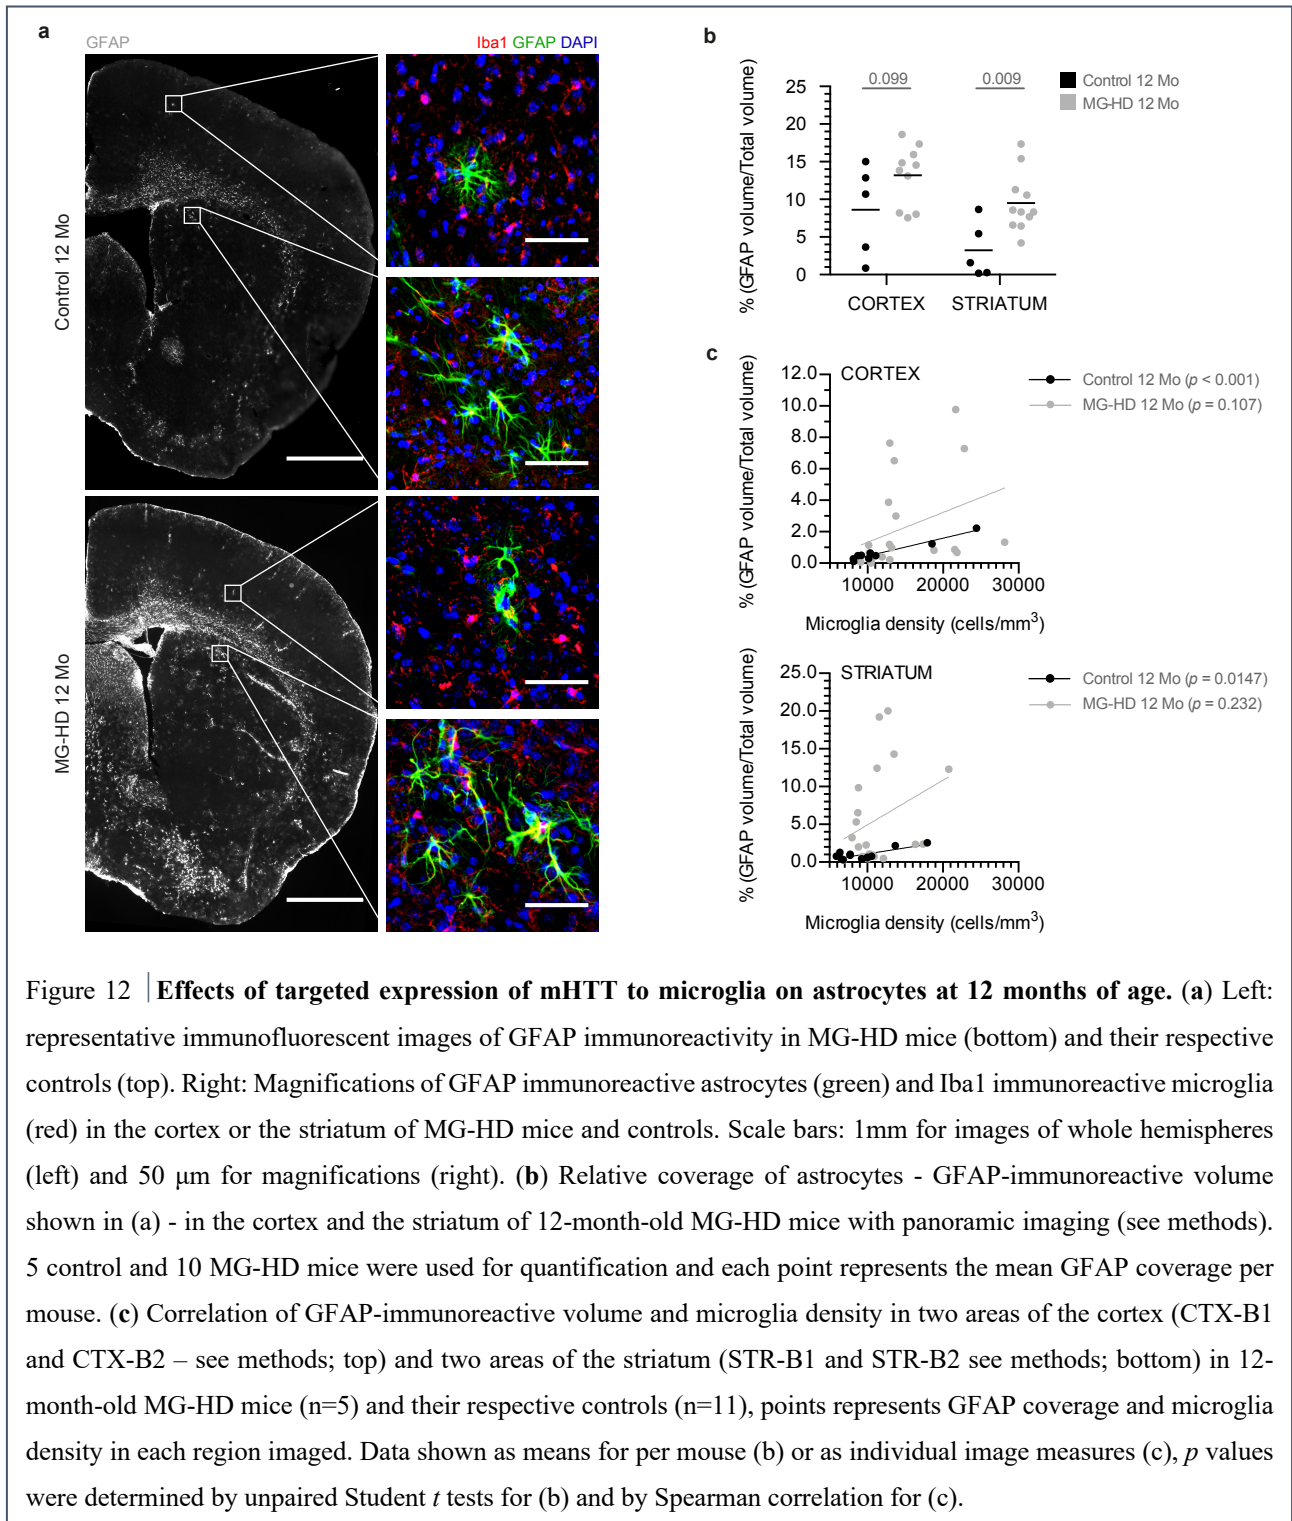 a
GFAP
Iba1 GFAP DAPI
Control 12 Mo
MG-HD 12 Mo
b
% (GFAP volume/Total volume)
25
20
15
10
5
0
0.099
0.009
CORTEX
STRIATUM
Control 12 Mo
MG-HD 12 Mo
c
% (GFAP volume/Total volume)
CORTEX
12.0
10.0
8.0
6.0
4.0
2.0
0.0
10000
20000
30000
Microglia density (cells/mm³)
Control 12 Mo (p < 0.001)
MG-HD 12 Mo (p = 0.107)
% (GFAP volume/Total volume)
STRIATUM
25.0
20.0
15.0
10.0
5.0
0.0
10000
20000
30000
Microglia density (cells/mm³)
Control 12 Mo (p = 0.0147)
MG-HD 12 Mo (p = 0.232)
Figure 12 | Effects of targeted expression of mHTT to microglia on astrocytes at 12 months of age. (a) Left:
representative immunofluorescent images of GFAP immunoreactivity in MG-HD mice (bottom) and their respective
controls (top). Right: Magnifications of GFAP immunoreactive astrocytes (green) and Iba1 immunoreactive microglia
(red) in the cortex or the striatum of MG-HD mice and controls. Scale bars: 1mm for images of whole hemispheres
(left) and 50 μm for magnifications (right). (b) Relative coverage of astrocytes - GFAP-immunoreactive volume
shown in (a) - in the cortex and the striatum of 12-month-old MG-HD mice with panoramic imaging (see methods).
5 control and 10 MG-HD mice were used for quantification and each point represents the mean GFAP coverage per
mouse. (c) Correlation of GFAP-immunoreactive volume and microglia density in two areas of the cortex (CTX-B1
and CTX-B2 – see methods; top) and two areas of the striatum (STR-B1 and STR-B2 see methods; bottom) in 12-
month-old MG-HD mice (n=5) and their respective controls (n=11), points represents GFAP coverage and microglia
density in each region imaged. Data shown as means for per mouse (b) or as individual image measures (c), p values
were determined by unpaired Student t tests for (b) and by Spearman correlation for (c).